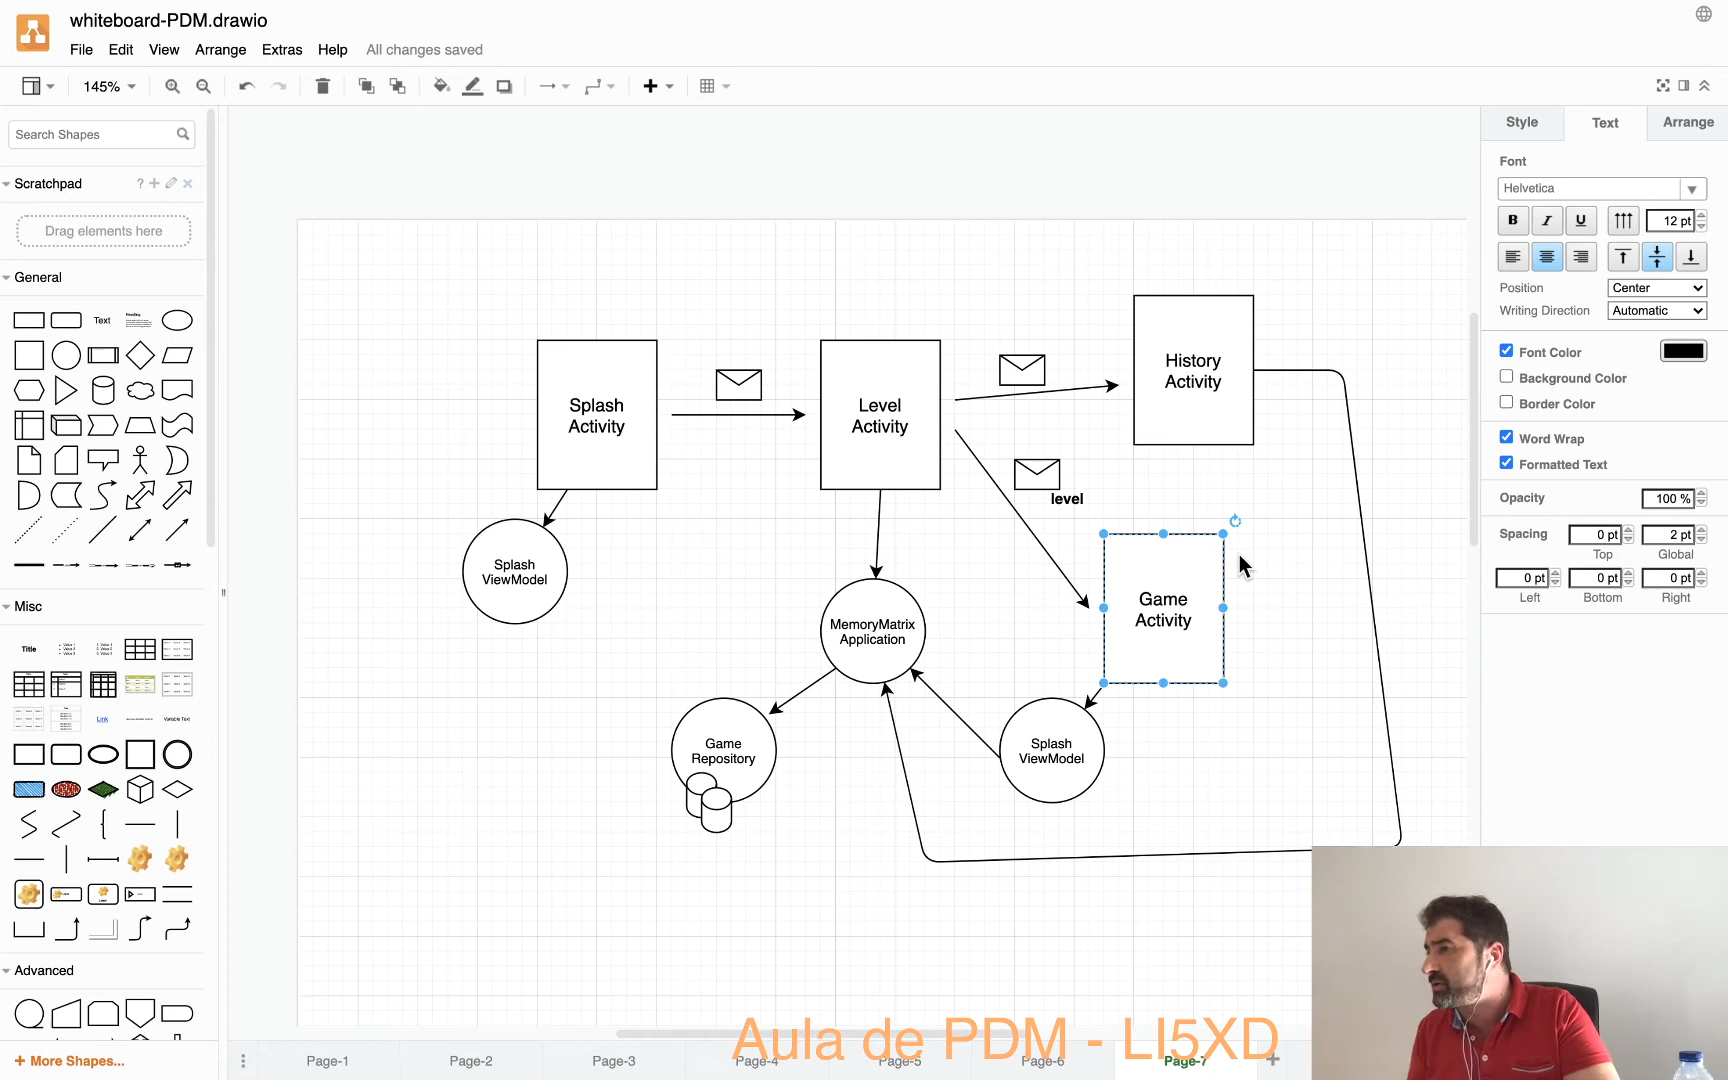 whiteboard-PDM.drawio
File Edit View Arrange Extras Help All changes saved
145%
Search Shapes
Scratchpad ?
Drag elements here
General
Text
Heading
Misc
Title
Link
Variable Text
Advanced
+ More Shapes...
Splash
Activity
Level
Activity
History
Activity
level
Game
Activity
Splash
ViewModel
MemoryMatrix
Application
Game
Repository
Splash
ViewModel
Style Text Arrange
Font
Helvetica
B I U 12 pt
Position Center
Writing Direction Automatic
Font Color
Background Color
Border Color
Word Wrap
Formatted Text
Opacity 100 %
Spacing 0 pt 2 pt
Top Global
0 pt 0 pt 0 pt
Left Bottom Right
Aula de PDM - LI5XD
Page-1 Page-2 Page-3 Page-4 Page-5 Page-6 Page-7